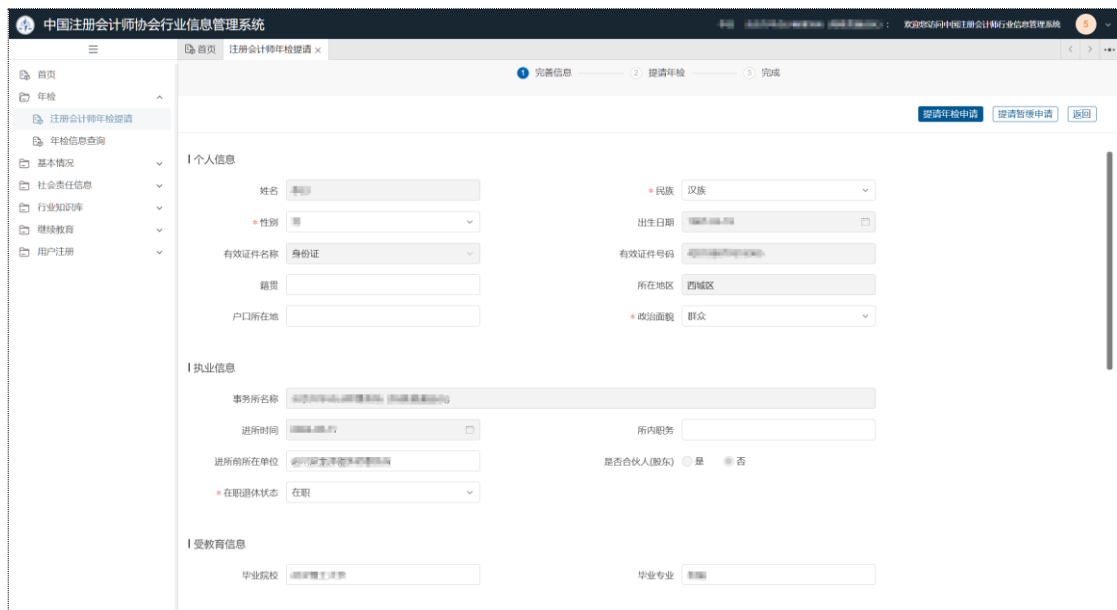 中国注册会计师协会行业信息管理系统
欢迎您访问中国注册会计师行业信息管理系统
S
首页 注册会计师年检提请 ×
1 完善信息 2 提请年检 3 完成
首页
年检
注册会计师年检提请
年检信息查询
基本情况
社会责任信息
行业知识库
继续教育
用户注册
提请年检申请 提请暂缓申请 返回
个人信息
姓名 * 民族 汉族
* 性别 出生日期
有效证件名称 身份证 有效证件号码
籍贯 所在地区 西城区
户口所在地 * 政治面貌 群众
执业信息
事务所名称
进所时间 所内职务
进所前所在单位 是否合伙人(股东) 是 否
* 在职退休状态 在职
受教育信息
毕业院校 毕业专业